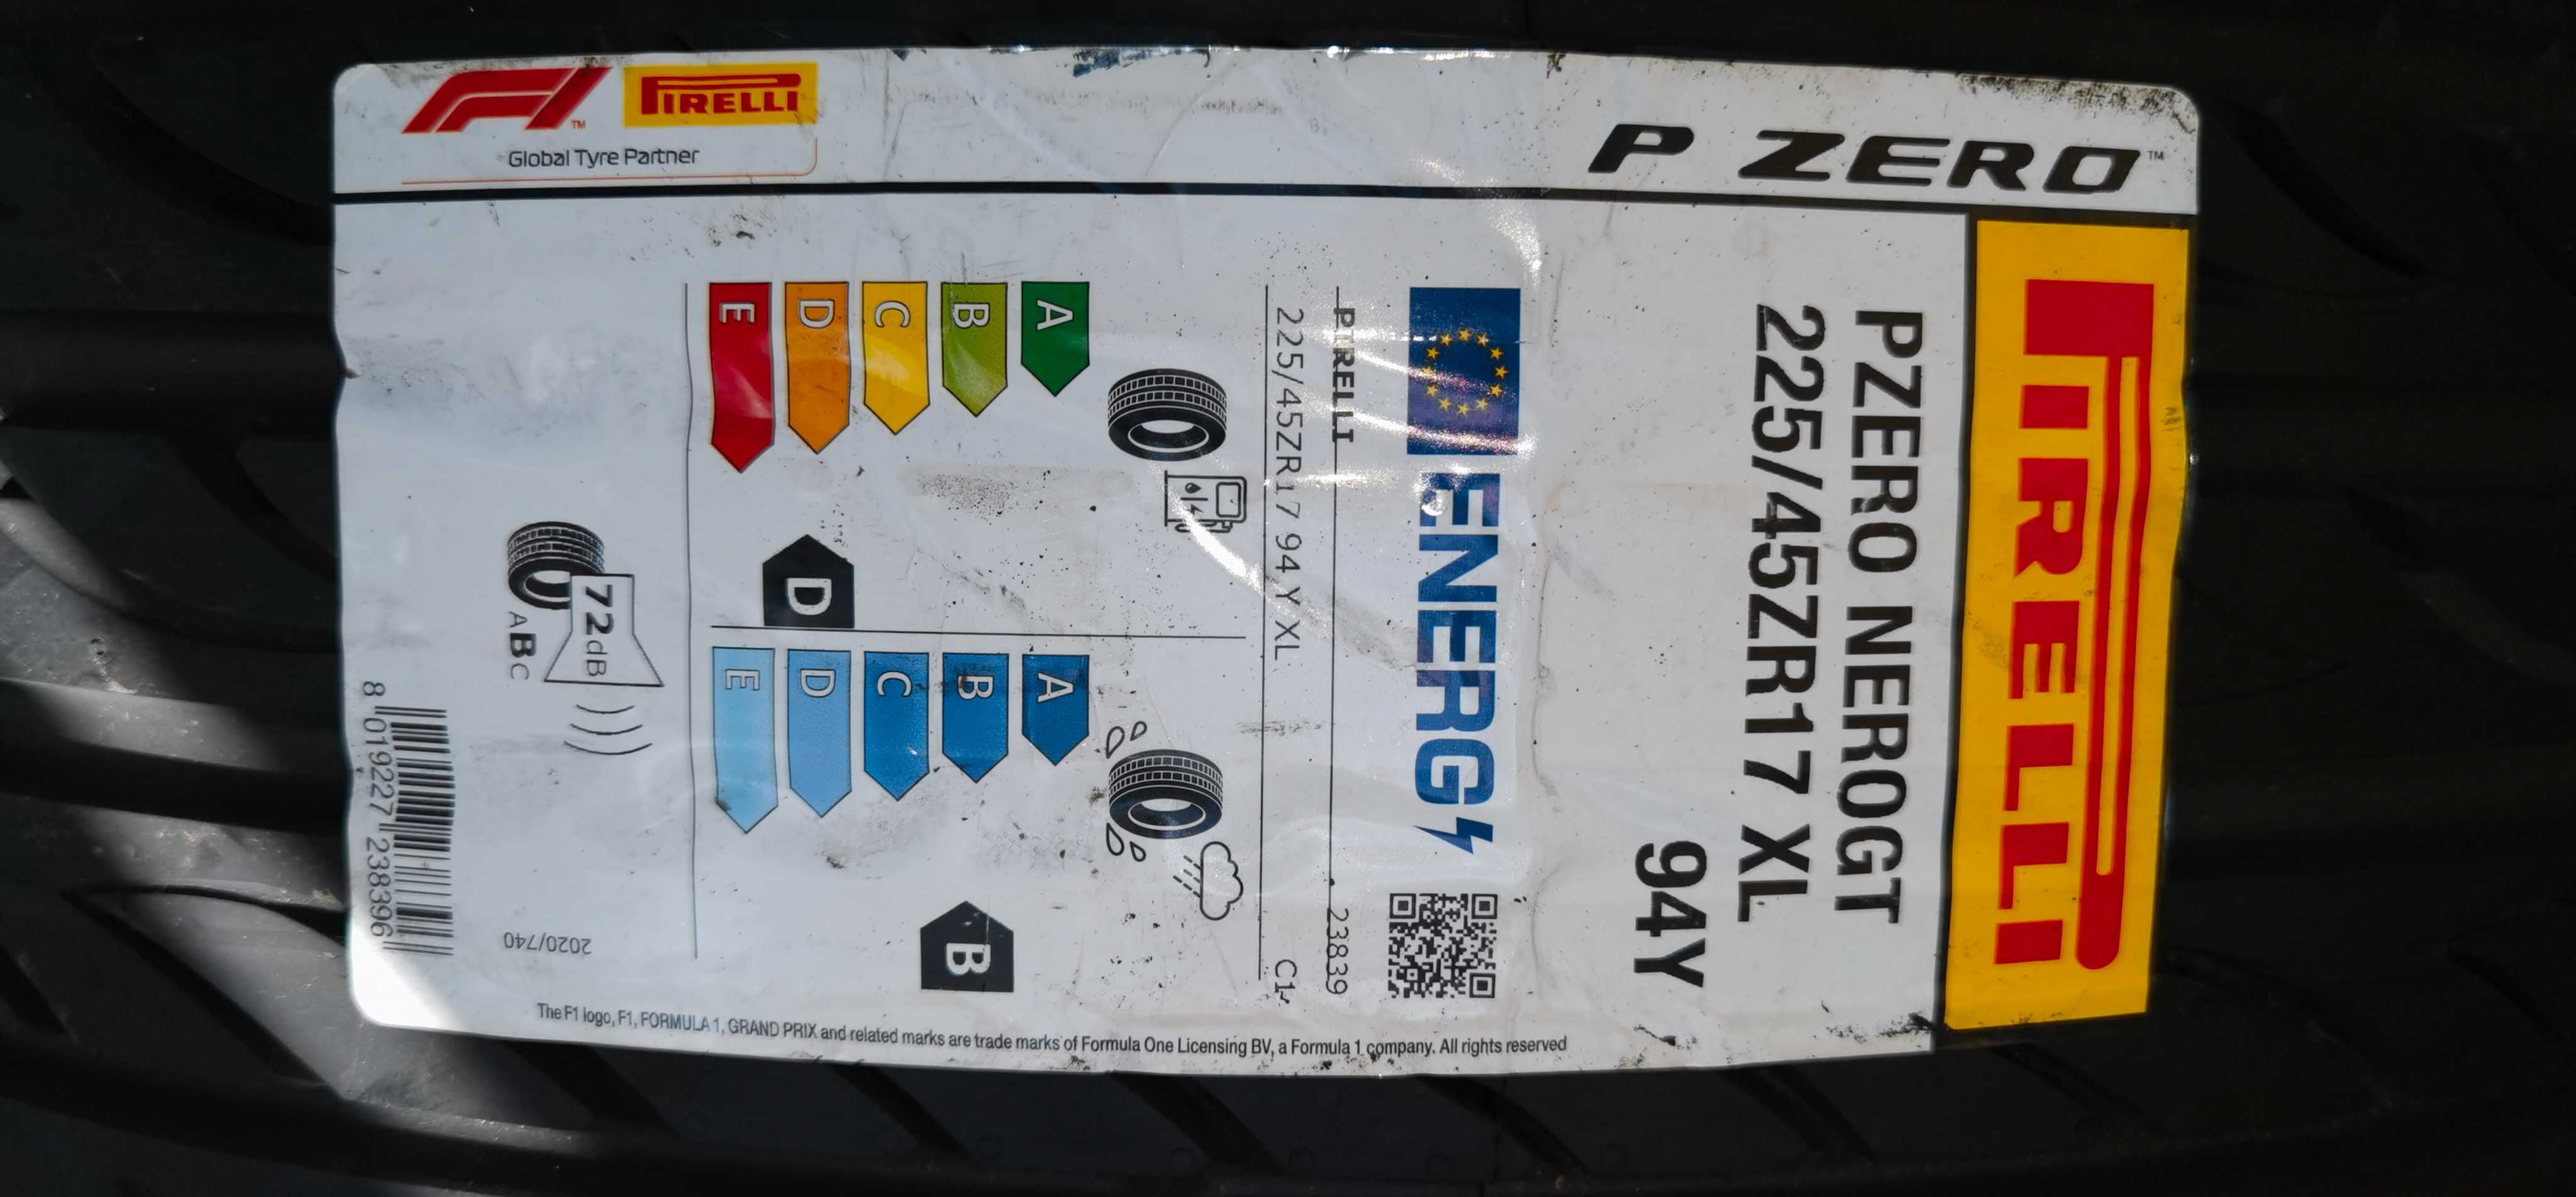 F1™
PIRELLI
Global Tyre Partner
P ZERO™
PIRELLI
PZERO NEROGT
225/45ZR17 XL
94Y
ENERG
PIRELLI 23839
225/45ZR17 94 Y XL C1
A
B
C
D
E
D
A
B
C
D
E
B
72dB
ABC
2020/740
8 019227 238396
The F1 logo, F1, FORMULA 1, GRAND PRIX and related marks are trade marks of Formula One Licensing BV, a Formula 1 company. All rights reserved